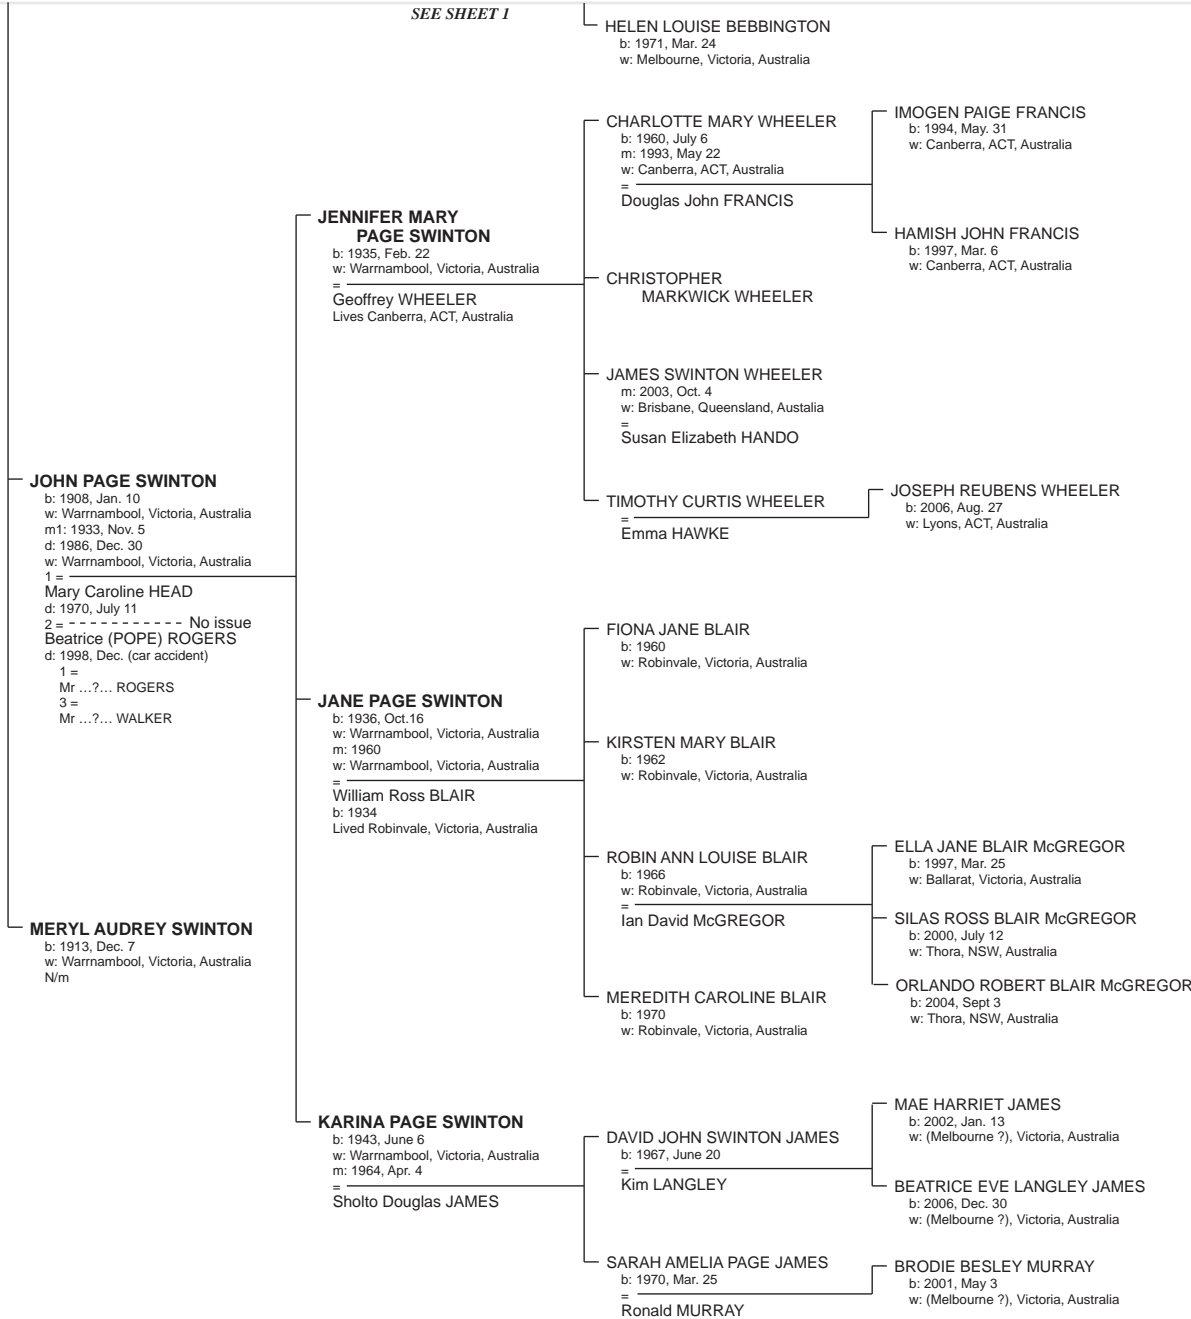 SEE SHEET 1
HELEN LOUISE BEBBINGTON
b: 1971, Mar. 24
w: Melbourne, Victoria, Australia
JOHN PAGE SWINTON
b: 1908, Jan. 10
w: Warrnambool, Victoria, Australia
m1: 1933, Nov. 5
d: 1986, Dec. 30
w: Warrnambool, Victoria, Australia
1 =
Mary Caroline HEAD
d: 1970, July 11
2 = - - - - - - - - - - - No issue
Beatrice (POPE) ROGERS
d: 1998, Dec. (car accident)
1 =
Mr ...?... ROGERS
3 =
Mr ...?... WALKER
MERYL AUDREY SWINTON
b: 1913, Dec. 7
w: Warrnambool, Victoria, Australia
N/m
JENNIFER MARY
PAGE SWINTON
b: 1935, Feb. 22
w: Warrnambool, Victoria, Australia
=
Geoffrey WHEELER
Lives Canberra, ACT, Australia
JANE PAGE SWINTON
b: 1936, Oct.16
w: Warrnambool, Victoria, Australia
m: 1960
w: Warrnambool, Victoria, Australia
=
William Ross BLAIR
b: 1934
Lived Robinvale, Victoria, Australia
KARINA PAGE SWINTON
b: 1943, June 6
w: Warrnambool, Victoria, Australia
m: 1964, Apr. 4
=
Sholto Douglas JAMES
CHARLOTTE MARY WHEELER
b: 1960, July 6
m: 1993, May 22
w: Canberra, ACT, Australia
=
Douglas John FRANCIS
CHRISTOPHER
MARKWICK WHEELER
JAMES SWINTON WHEELER
m: 2003, Oct. 4
w: Brisbane, Queensland, Austalia
=
Susan Elizabeth HANDO
TIMOTHY CURTIS WHEELER
=
Emma HAWKE
FIONA JANE BLAIR
b: 1960
w: Robinvale, Victoria, Australia
KIRSTEN MARY BLAIR
b: 1962
w: Robinvale, Victoria, Australia
ROBIN ANN LOUISE BLAIR
b: 1966
w: Robinvale, Victoria, Australia
=
Ian David McGREGOR
MEREDITH CAROLINE BLAIR
b: 1970
w: Robinvale, Victoria, Australia
DAVID JOHN SWINTON JAMES
b: 1967, June 20
=
Kim LANGLEY
SARAH AMELIA PAGE JAMES
b: 1970, Mar. 25
=
Ronald MURRAY
IMOGEN PAIGE FRANCIS
b: 1994, May. 31
w: Canberra, ACT, Australia
HAMISH JOHN FRANCIS
b: 1997, Mar. 6
w: Canberra, ACT, Australia
JOSEPH REUBENS WHEELER
b: 2006, Aug. 27
w: Lyons, ACT, Australia
ELLA JANE BLAIR McGREGOR
b: 1997, Mar. 25
w: Ballarat, Victoria, Australia
SILAS ROSS BLAIR McGREGOR
b: 2000, July 12
w: Thora, NSW, Australia
ORLANDO ROBERT BLAIR McGREGOR
b: 2004, Sept 3
w: Thora, NSW, Australia
MAE HARRIET JAMES
b: 2002, Jan. 13
w: (Melbourne ?), Victoria, Australia
BEATRICE EVE LANGLEY JAMES
b: 2006, Dec. 30
w: (Melbourne ?), Victoria, Australia
BRODIE BESLEY MURRAY
b: 2001, May 3
w: (Melbourne ?), Victoria, Australia